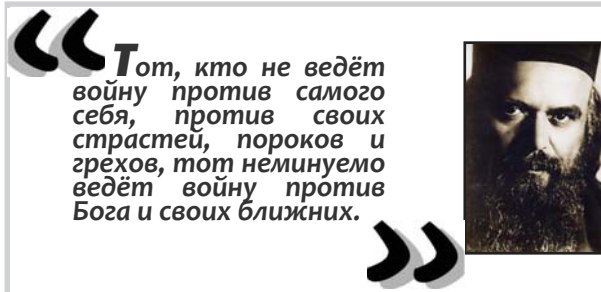 Тот, кто не ведёт
войну против самого
себя, против своих
страстей, пороков и
грехов, тот неминуемо
ведёт войну против
Бога и своих ближних.